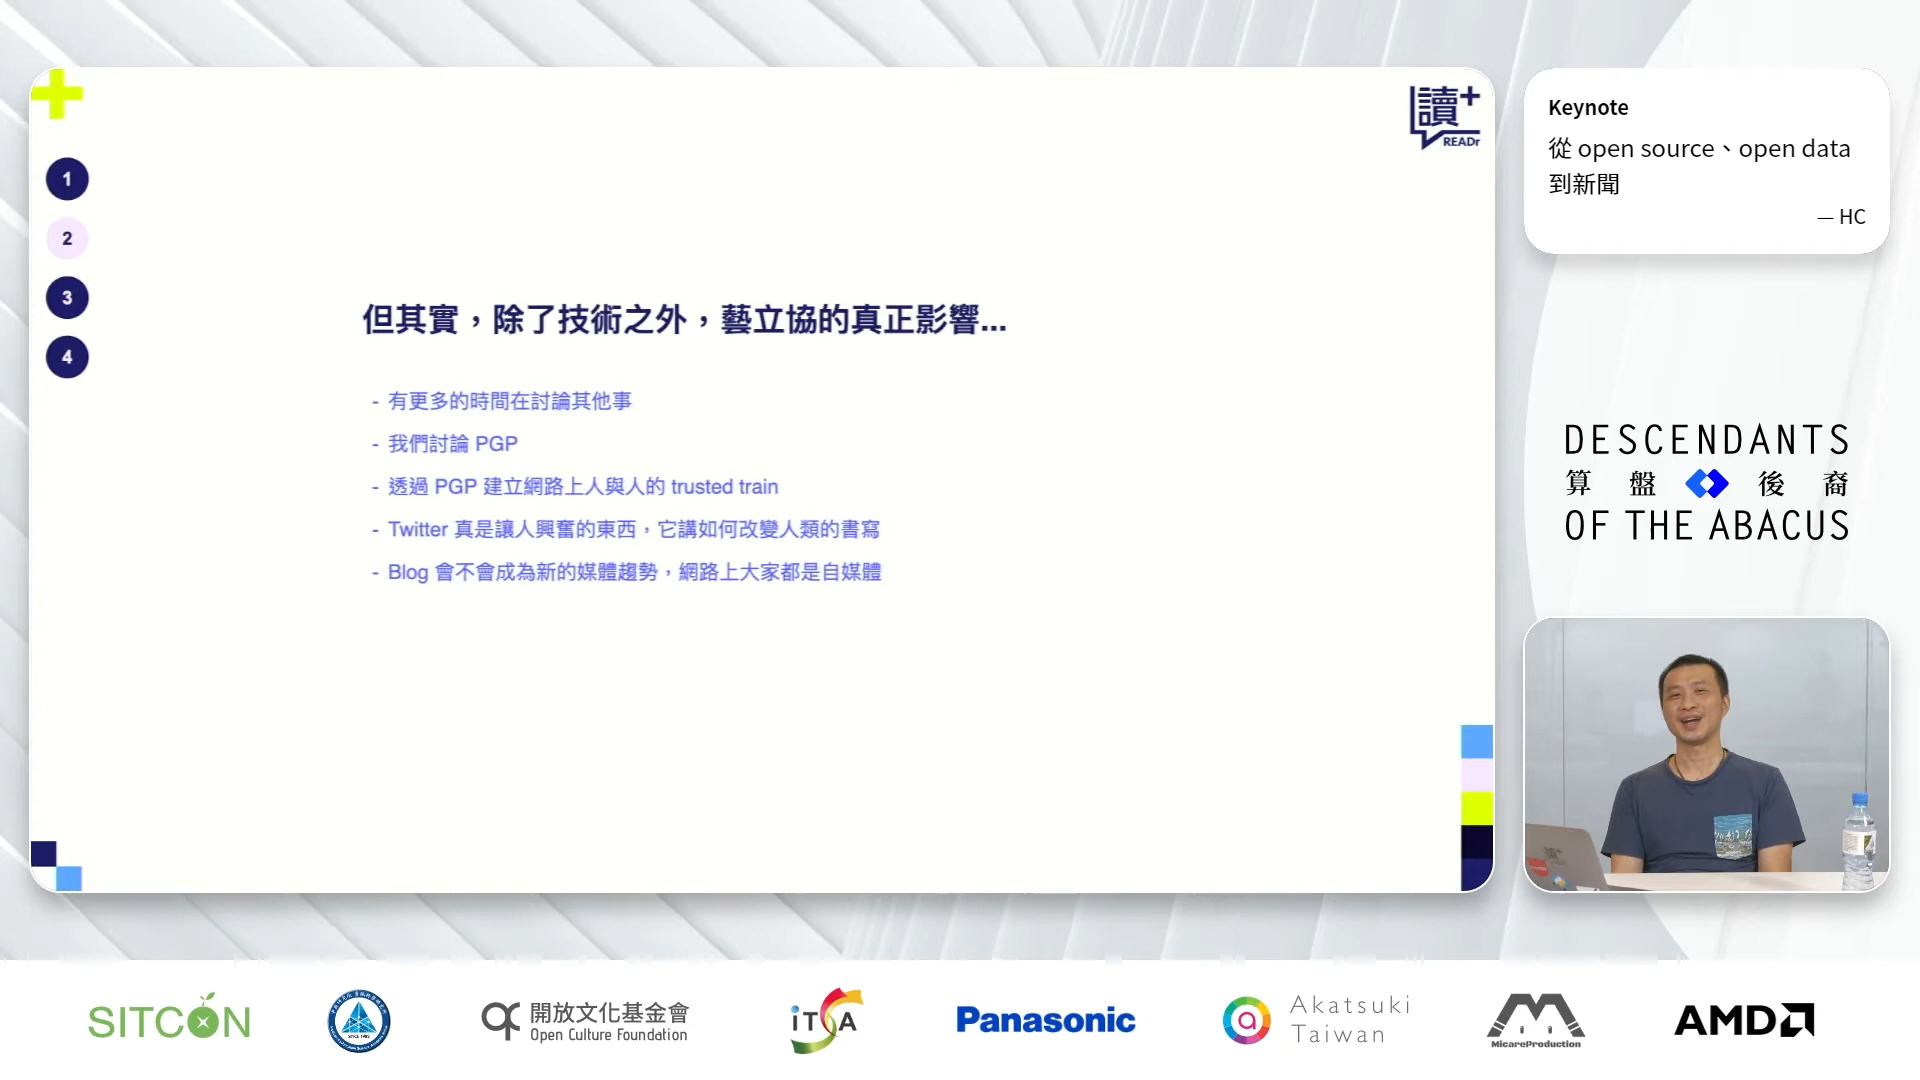 讀+
READr
1
2
3
4
但其實，除了技術之外，藝立協的真正影響...
- 有更多的時間在討論其他事
- 我們討論 PGP
- 透過 PGP 建立網路上人與人的 trusted train
- Twitter 真是讓人興奮的東西，它講如何改變人類的書寫
- Blog 會不會成為新的媒體趨勢，網路上大家都是自媒體
Keynote
從 open source、open data
到新聞
— HC
DESCENDANTS
算盤後裔
OF THE ABACUS
SITCON
開放文化基金會
Open Culture Foundation
iTSA
Panasonic
Akatsuki
Taiwan
MicareProduction
AMD